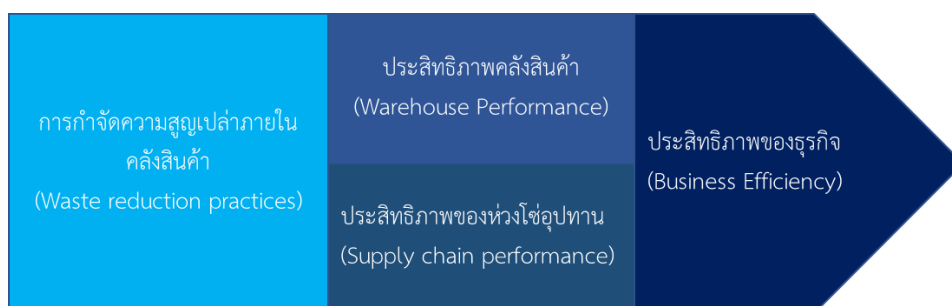 การกำจัดความสูญเปล่าภายใน
คลังสินค้า
(Waste reduction practices)
ประสิทธิภาพคลังสินค้า
(Warehouse Performance)
ประสิทธิภาพของห่วงโซ่อุปทาน
(Supply chain performance)
ประสิทธิภาพของธุรกิจ
(Business Efficiency)